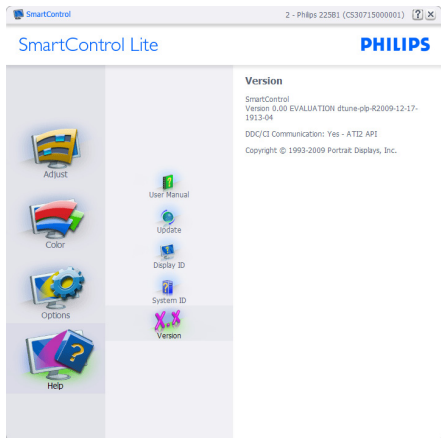 SmartControl
2 - Philips 225B1 (CS30715000001)
SmartControl Lite
PHILIPS
Version
SmartControl
Version 0.00 EVALUATION dtune-plp-R2009-12-17-
1913-04
DDC/CI Communication: Yes - ATI2 API
Copyright © 1993-2009 Portrait Displays, Inc.
Adjust
Color
Options
Help
User Manual
Update
Display ID
System ID
X.X
Version